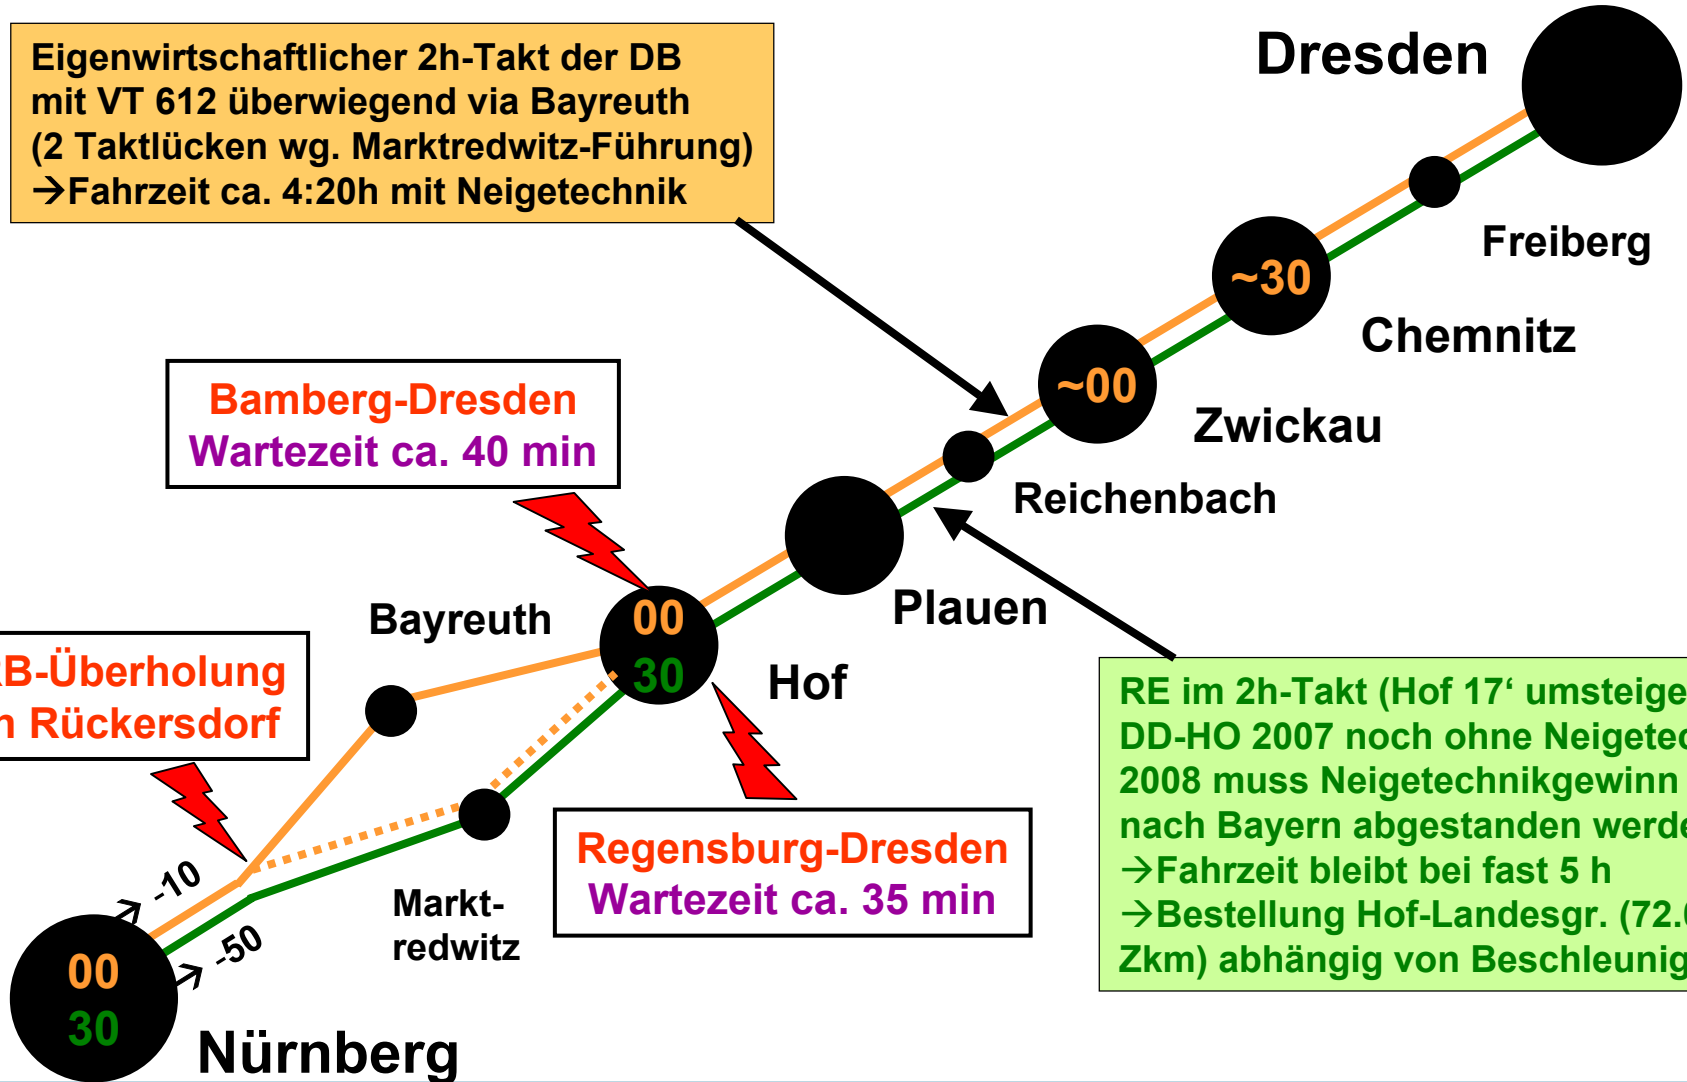 Eigenwirtschaftlicher 2h-Takt der DB
mit VT 612 überwiegend via Bayreuth
(2 Taktlücken wg. Marktredwitz-Führung)
→Fahrzeit ca. 4:20h mit Neigetechnik
Dresden
Freiberg
~30
Chemnitz
~00
Zwickau
Bamberg-Dresden
Wartezeit ca. 40 min
Reichenbach
Plauen
Bayreuth
00
30
Hof
B-Überholung
Rückersdorf
RE im 2h-Takt (Hof 17‘ umsteige
DD-HO 2007 noch ohne Neigetec
2008 muss Neigetechnikgewinn
nach Bayern abgestanden werde
→Fahrzeit bleibt bei fast 5 h
→Bestellung Hof-Landesgr. (72.
Zkm) abhängig von Beschleunig
Regensburg-Dresden
Wartezeit ca. 35 min
Markt-
redwitz
-10
-50
00
30
Nürnberg